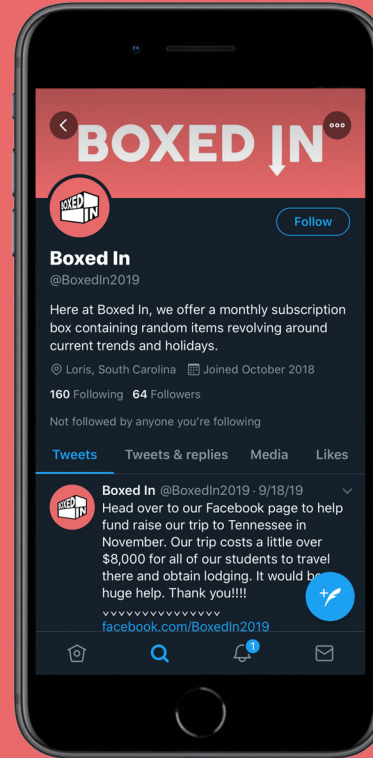 BOXED IN
BOXED
IN
Follow
Boxed In
@BoxedIn2019
Here at Boxed In, we offer a monthly subscription
box containing random items revolving around
current trends and holidays.
Loris, South Carolina Joined October 2018
160 Following 64 Followers
Not followed by anyone you're following
Tweets Tweets & replies Media Likes
BOXED
IN
Boxed In @BoxedIn2019 · 9/18/19
Head over to our Facebook page to help
fund raise our trip to Tennessee in
November. Our trip costs a little over
$8,000 for all of our students to travel
there and obtain lodging. It would
huge help. Thank you!!!!
vvvvvvvvvvvvvvv
facebook.com/BoxedIn2019
1